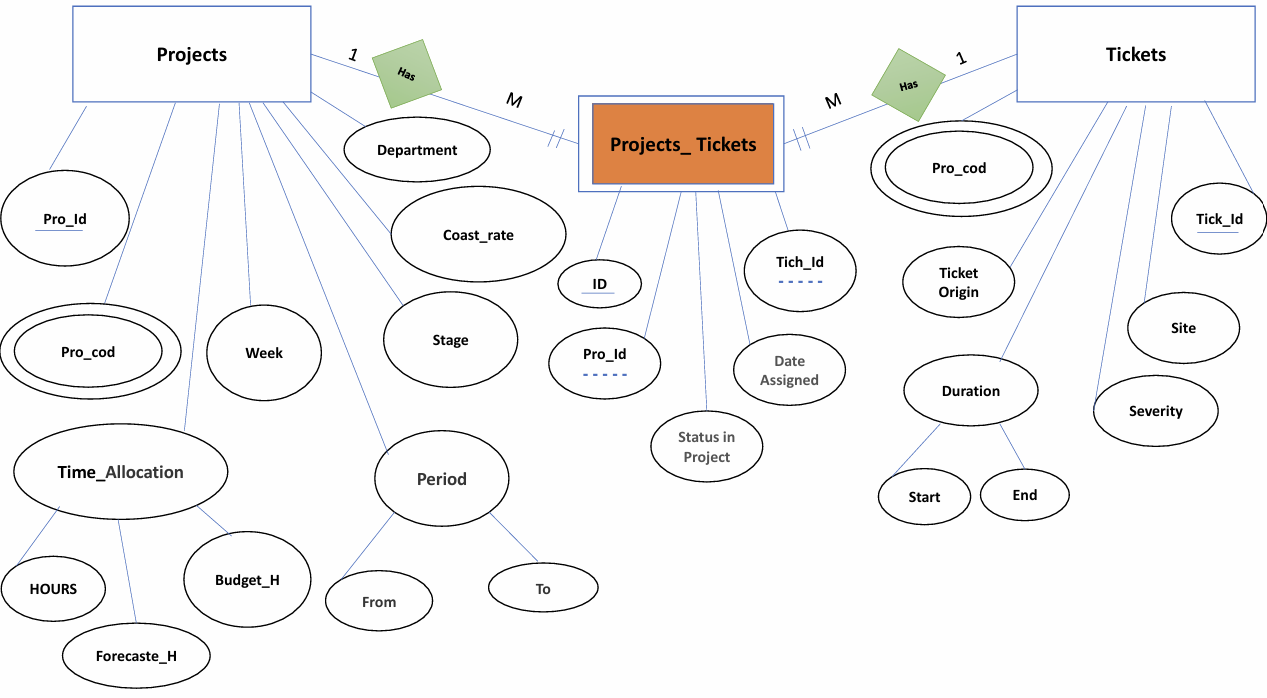 Projects
Tickets
1
Has
M
M
Has
1
Projects_ Tickets
Department
Pro_cod
Pro_Id
Coast_rate
Tick_Id
Tich_Id
ID
Ticket
Origin
Pro_cod
Week
Stage
Pro_Id
Date
Assigned
Site
Duration
Severity
Status in
Project
Time_Allocation
Period
Start
End
HOURS
Budget_H
From
To
Forecaste_H